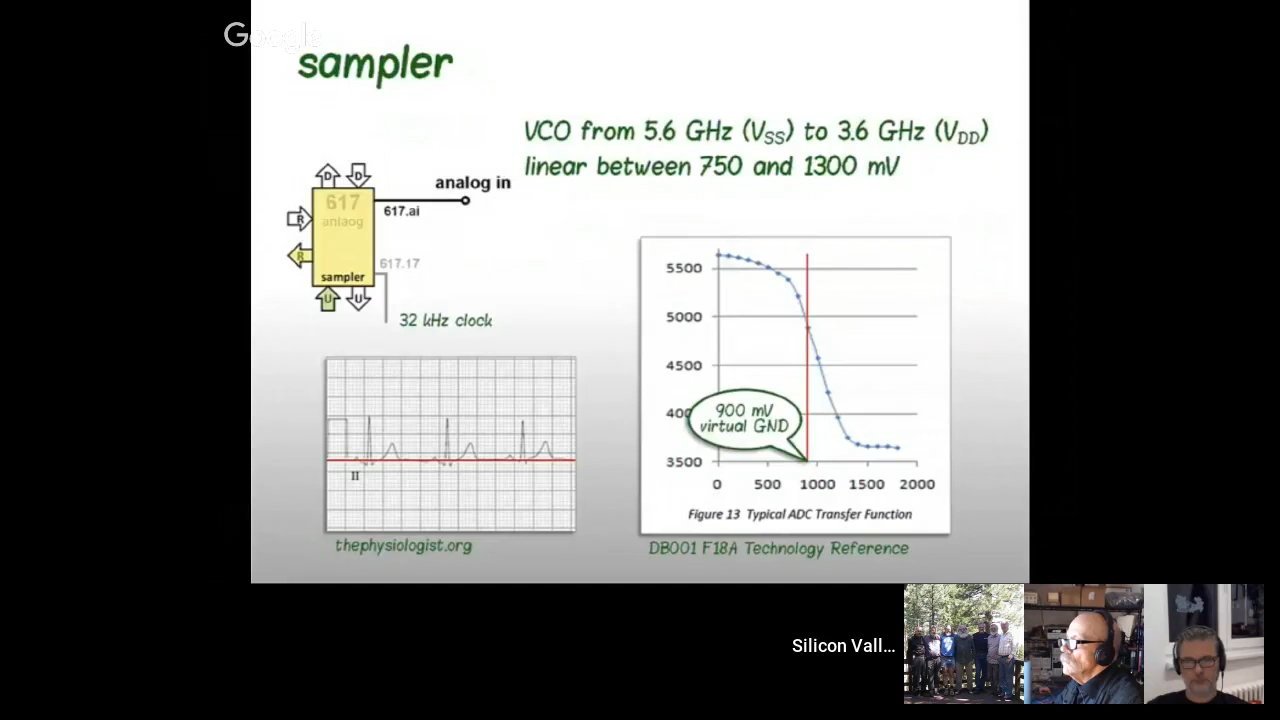 Google
sampler
VCO from 5.6 GHz (VSS) to 3.6 GHz (VDD)
linear between 750 and 1300 mV
D D
R
R
U U
617
anlaog
sampler
analog in
617.ai
617.17
32 kHz clock
II
thephysiologist.org
5500
5000
4500
400
3500
0 500 1000 1500 2000
900 mV
virtual GND
Figure 13 Typical ADC Transfer Function
DB001 F18A Technology Reference
Silicon Vall...